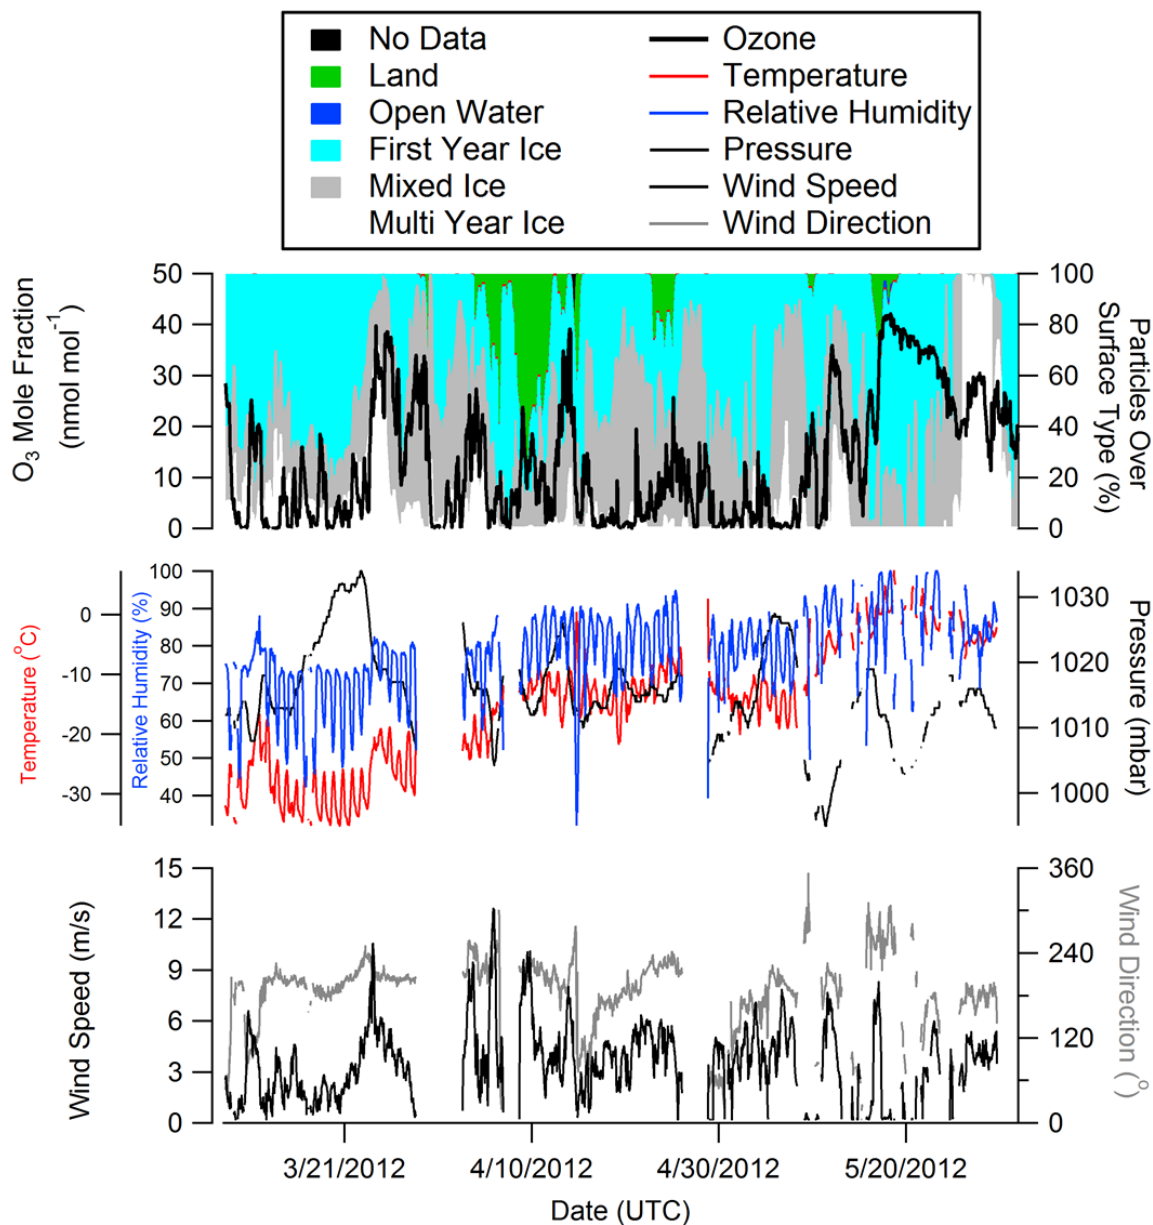 No Data
Land
Open Water
First Year Ice
Mixed Ice
Multi Year Ice
Ozone
Temperature
Relative Humidity
Pressure
Wind Speed
Wind Direction
O3 Mole Fraction
(nmol mol-1)
50
40
30
20
10
0
100
80
60
40
20
0
Particles Over
Surface Type (%)
Temperature (°C)
0
-10
-20
-30
Relative Humidity (%)
100
90
80
70
60
50
40
1030
1020
1010
1000
Pressure (mbar)
Wind Speed (m/s)
15
12
9
6
3
0
360
240
120
0
Wind Direction (°)
3/21/2012
4/10/2012
4/30/2012
5/20/2012
Date (UTC)